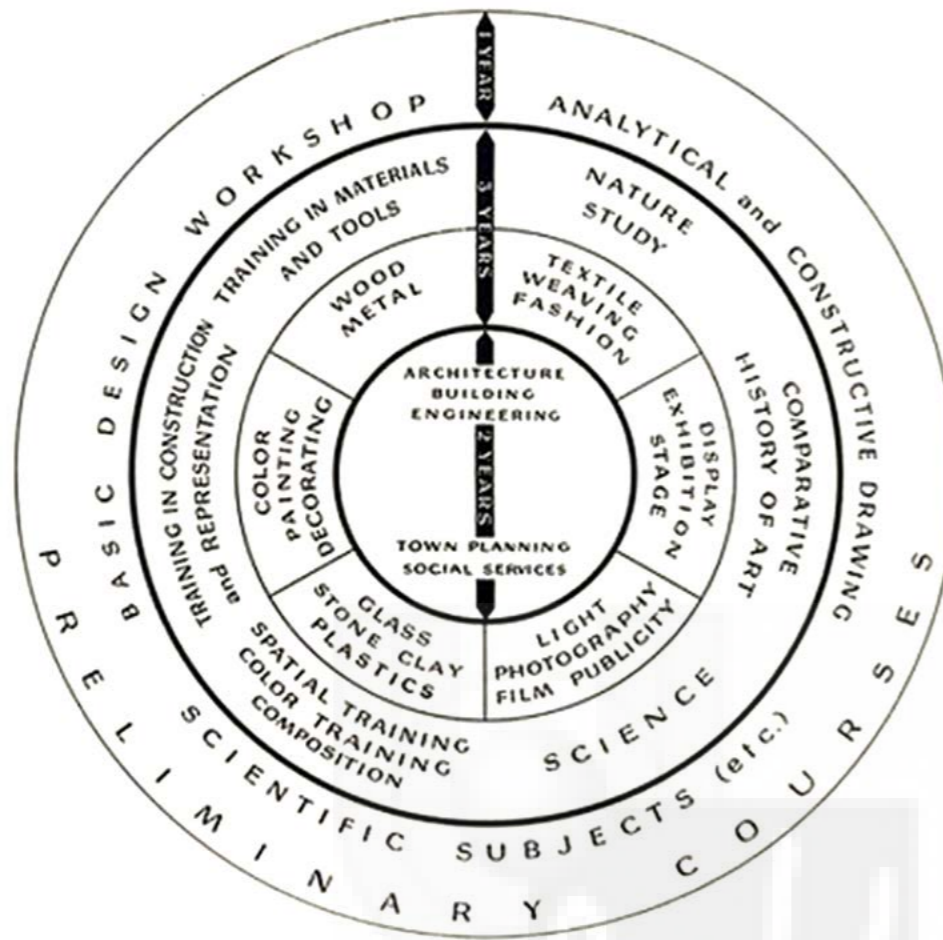 1 YEAR
BASIC DESIGN WORKSHOP
ANALYTICAL and CONSTRUCTIVE DRAWING
SCIENTIFIC SUBJECTS (etc.)
PRELIMINARY COURSES
3 YEARS
TRAINING IN MATERIALS
AND TOOLS
NATURE
STUDY
COMPARATIVE
HISTORY OF ART
SCIENCE
SPATIAL TRAINING
COLOR TRAINING
COMPOSITION
TRAINING IN CONSTRUCTION
and REPRESENTATION
WOOD
METAL
TEXTILE
WEAVING
FASHION
DISPLAY
EXHIBITION
STAGE
LIGHT
PHOTOGRAPHY
FILM PUBLICITY
GLASS
STONE CLAY
PLASTICS
COLOR
PAINTING
DECORATING
ARCHITECTURE
BUILDING
ENGINEERING
2 YEARS
TOWN PLANNING
SOCIAL SERVICES